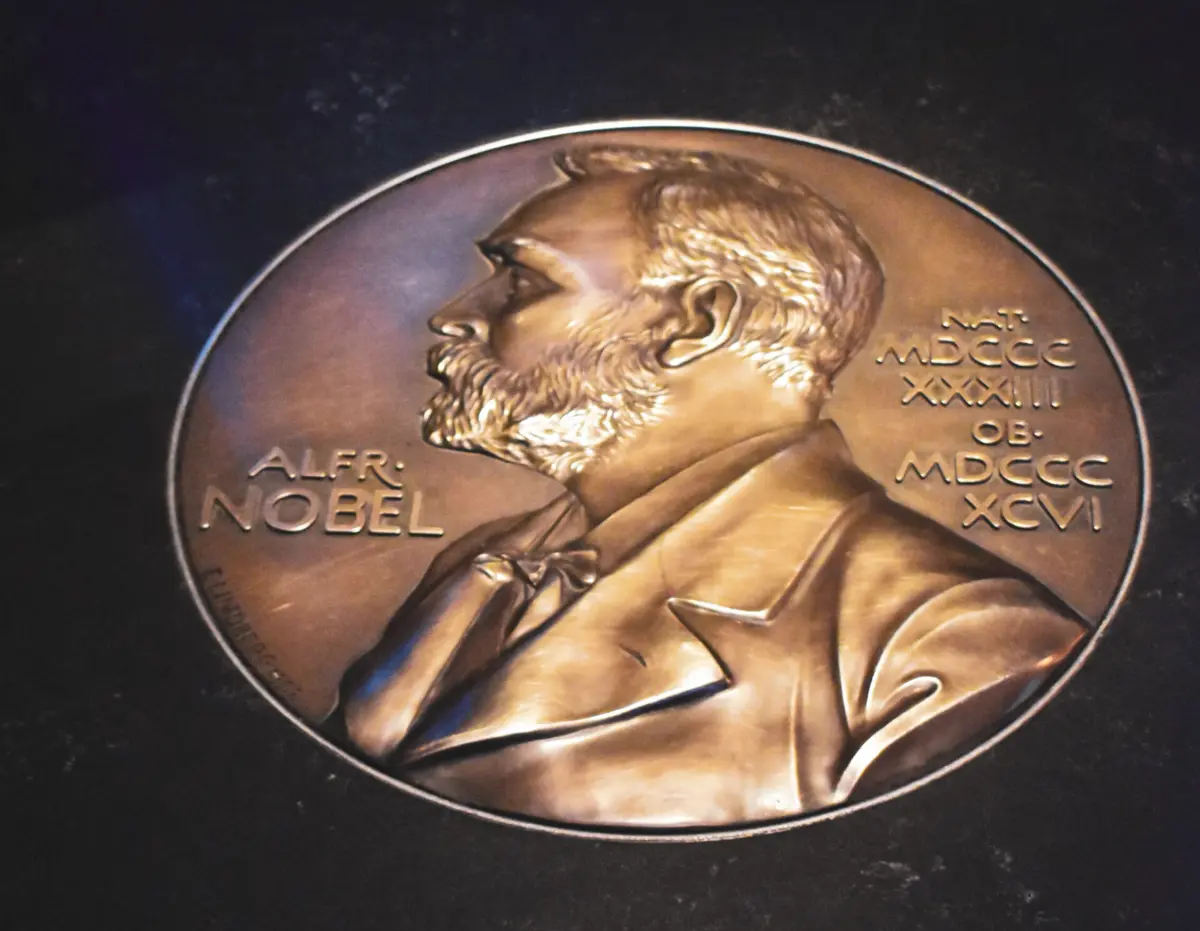 ALFR·
NOBEL
NAT·
MDCCC
XXXIII
OB·
MDCCC
XCVI